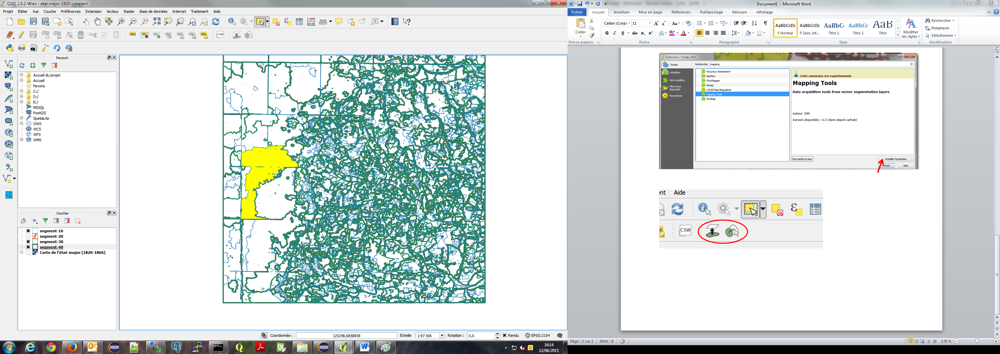 QGIS 2.8.2-Wien - etat-major-1820-coherent
Projet Éditer Vue Couche Préférences Extension Vecteur Raster Base de données Internet Traitement Aide
CSW
Parcourir
Accueil du projet
Accueil
Favoris
C:/
D:/
E:/
MSSQL
PostGIS
SpatiaLite
OWS
WCS
WFS
WMS
Couches
segment-16
segment-20
segment-30
segment-40
Carte de l'état-major (1820-1866)
Coordonnée : 125248,6858858 Échelle 1:97 506 Rotation : 0,0 Rendu EPSG:2154
16:14
12/06/2015
Document1 - Microsoft Word
Fichier Accueil Insertion Mise en page Références Publipostage Révision Affichage
Coller
Presse-papiers
Calibri (Corps 11
G I S abc
Police
Paragraphe
AaBbCcDc AaBbCcDc AaBbC AaBbCc AaB
¶ Normal ¶ Sans int... Titre 1 Titre 2 Titre
Style
Modifier
les styles
Rechercher
Remplacer
Sélectionner
Modification
Extensions | Toutes (415)
Toutes
Installées
Non installées
Mise à jour
disponible
Paramètres
Rechercher mapping
Accuracy Assessment
beePen
FlowMapper
lizmap
LOUIS Map Biographer
Mapping Tools
Pic2Map
Cette extension est expérimentale
Mapping Tools
Data acquisition tools from vector segmentation layers
Auteur: IGN
Version disponible : 0.2 (dans depot-carhab)
Tout mettre à jour
Installer l'extension
Fermer
Aide
nt Aide
CSW
Page : 2 sur 2 Mots : 8
120 %